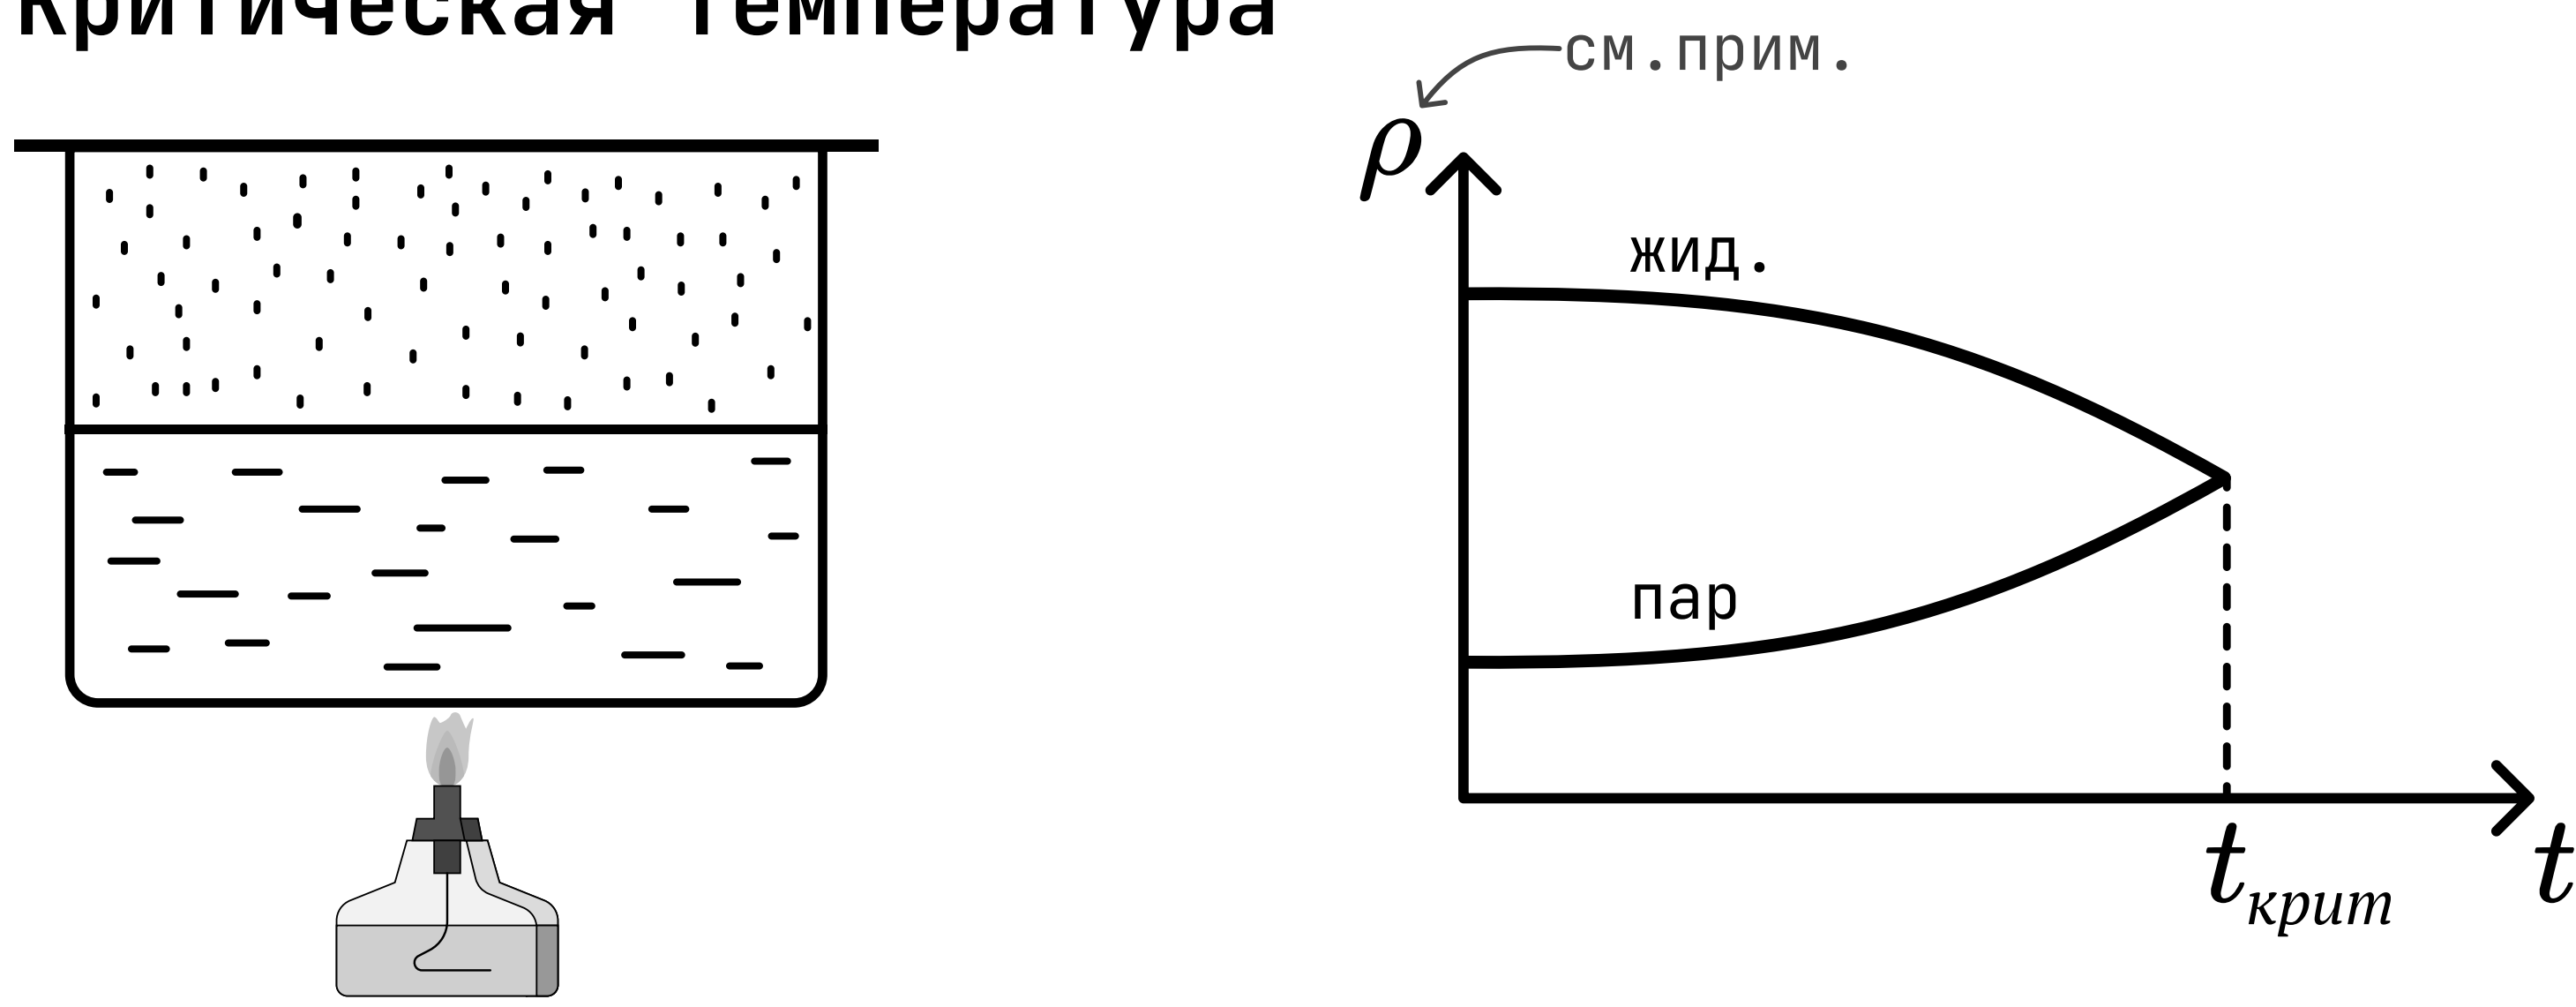 Критическая температура
см.прим.
ρ
жид.
пар
tкрит
t